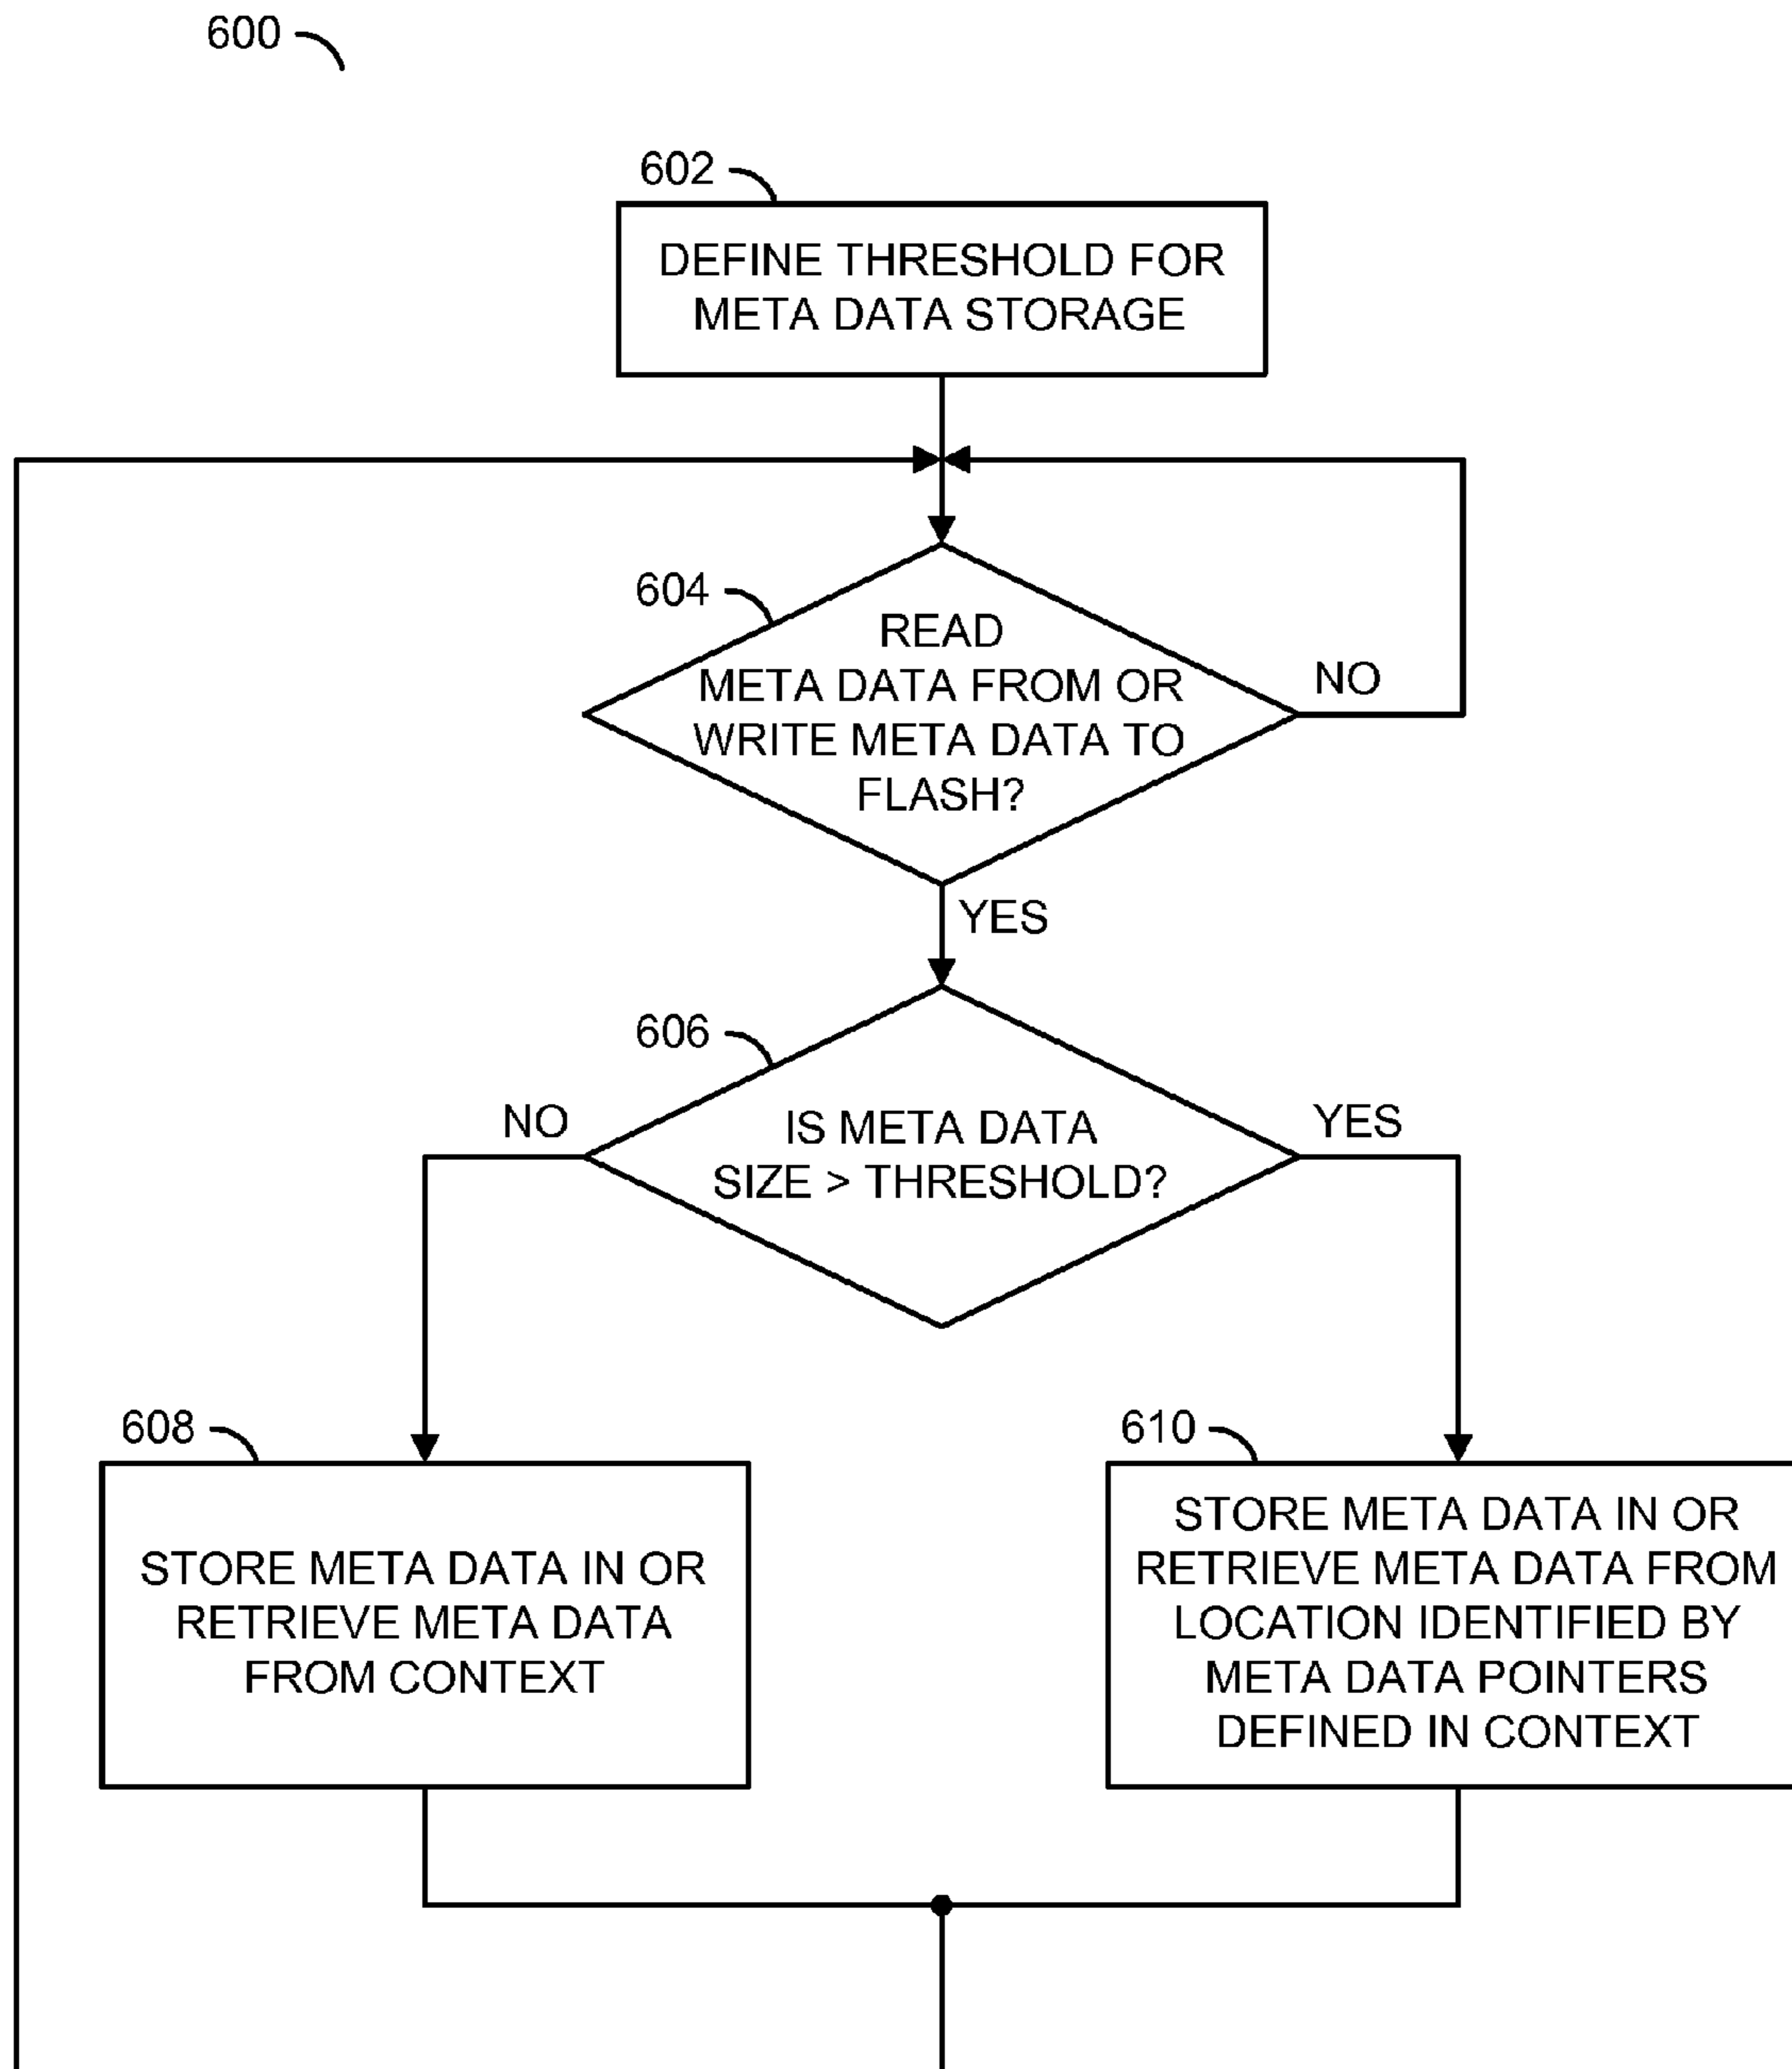 600
602
DEFINE THRESHOLD FOR
META DATA STORAGE
604
READ
META DATA FROM OR
WRITE META DATA TO
FLASH?
NO
YES
606
IS META DATA
SIZE > THRESHOLD?
NO
YES
608
STORE META DATA IN OR
RETRIEVE META DATA
FROM CONTEXT
610
STORE META DATA IN OR
RETRIEVE META DATA FROM
LOCATION IDENTIFIED BY
META DATA POINTERS
DEFINED IN CONTEXT